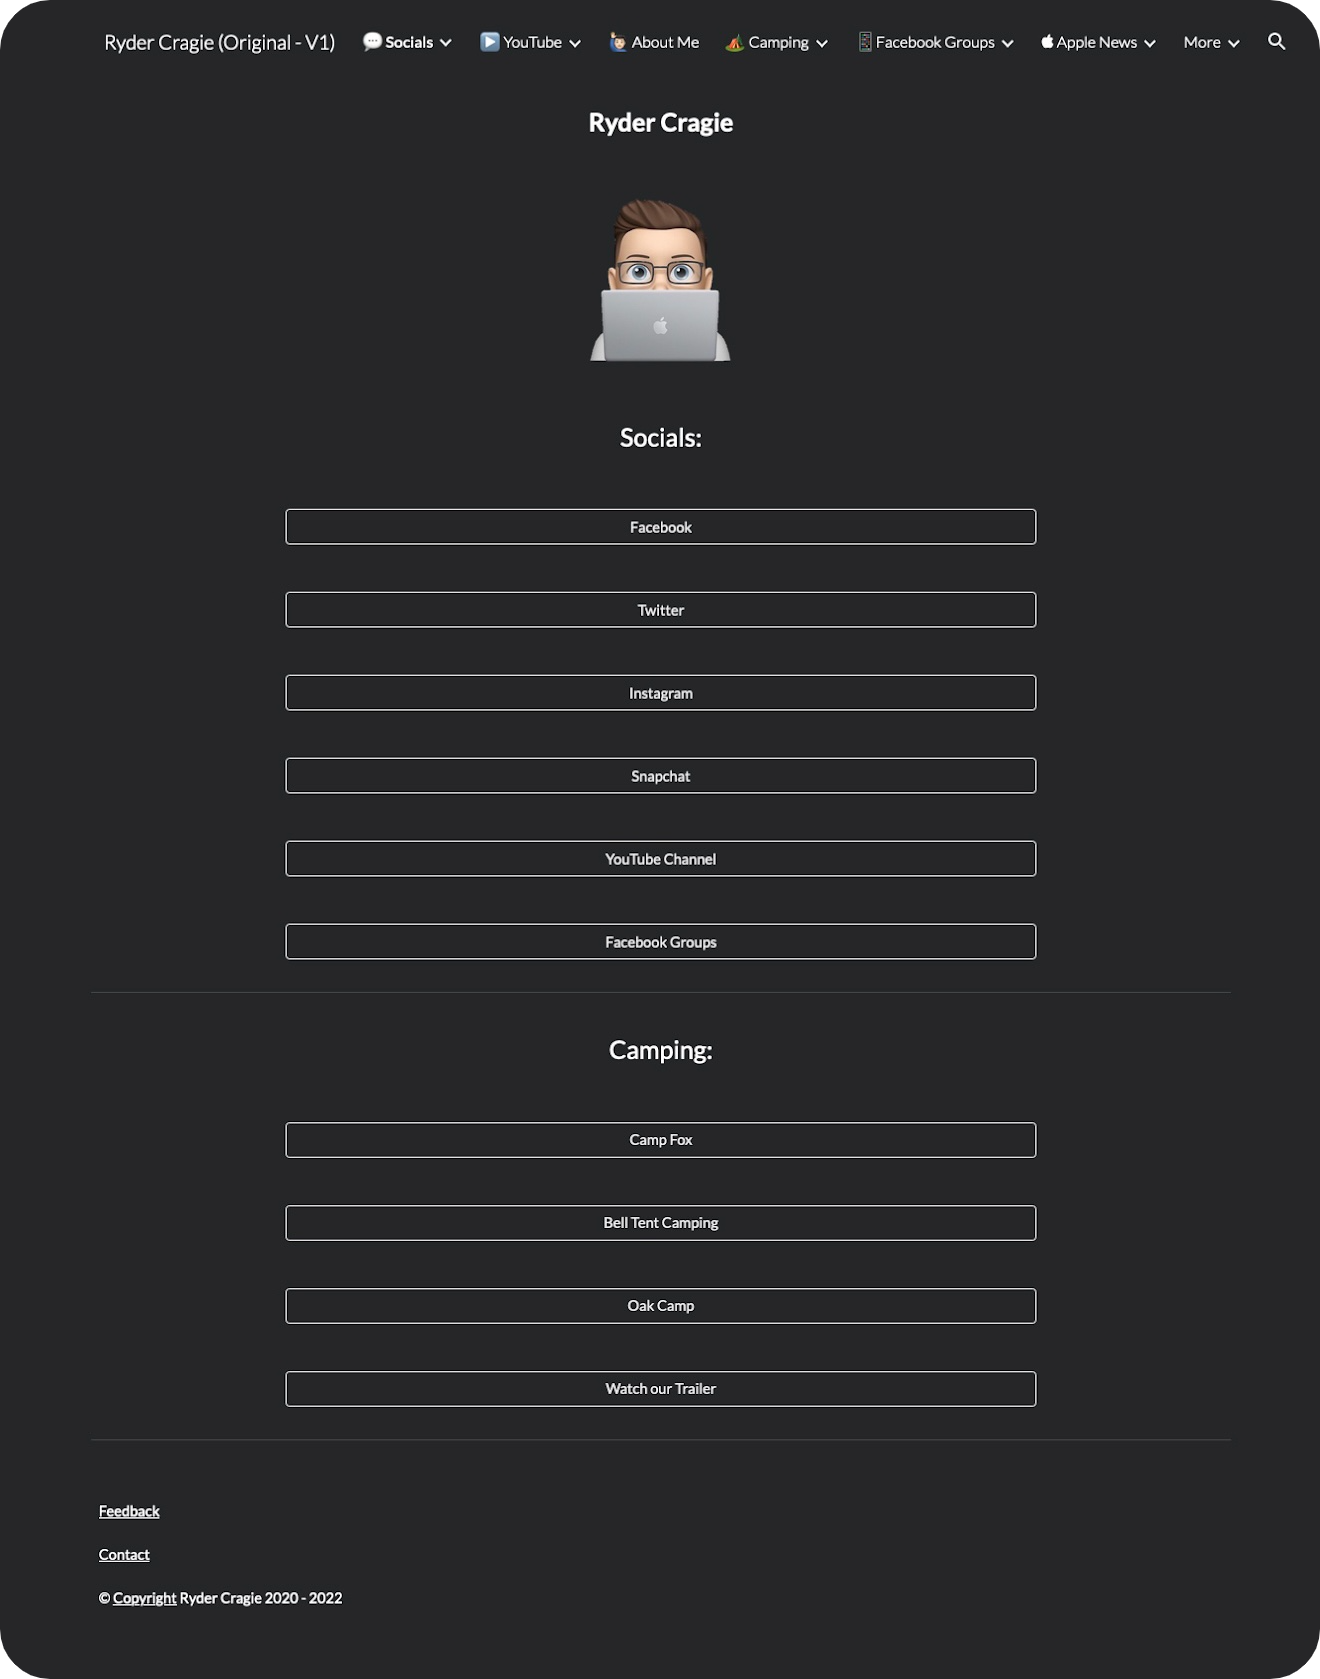 Ryder Cragie (Original - V1) 💬 Socials ▶️ YouTube 🙋🏻‍♂️ About Me 🏕️ Camping 📱 Facebook Groups  Apple News More
Ryder Cragie
Socials:
Facebook
Twitter
Instagram
Snapchat
YouTube Channel
Facebook Groups
Camping:
Camp Fox
Bell Tent Camping
Oak Camp
Watch our Trailer
Feedback
Contact
© Copyright Ryder Cragie 2020 - 2022